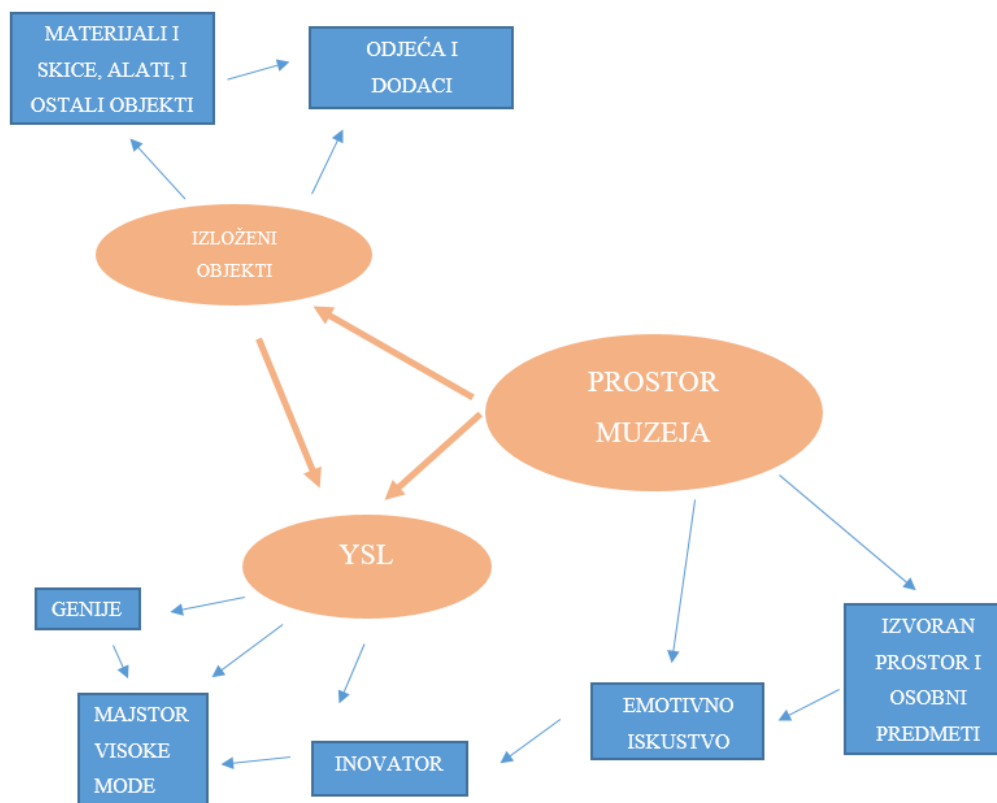 MATERIJALI I
SKICE, ALATI, I
OSTALI OBJEKTI
ODJEĆA I
DODACI
IZLOŽENI
OBJEKTI
PROSTOR
MUZEJA
YSL
GENIJE
MAJSTOR
VISOKE
MODE
INOVATOR
EMOTIVNO
ISKUSTVO
IZVORAN
PROSTOR I
OSOBNI
PREDMETI